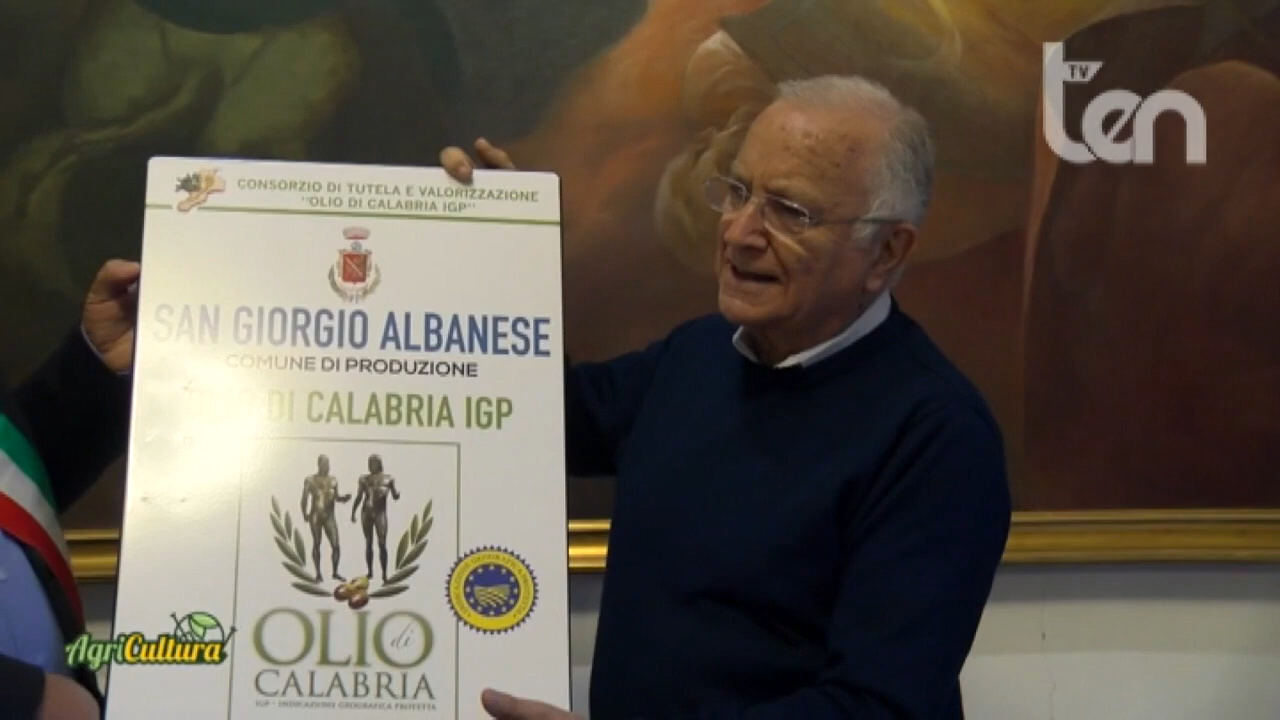 TV
ten
CONSORZIO DI TUTELA E VALORIZZAZIONE
"OLIO DI CALABRIA IGP"
SAN GIORGIO ALBANESE
COMUNE DI PRODUZIONE
DI CALABRIA IGP
OLIO
di
CALABRIA
IGP - INDICAZIONE GEOGRAFICA PROTETTA
AgriCultura